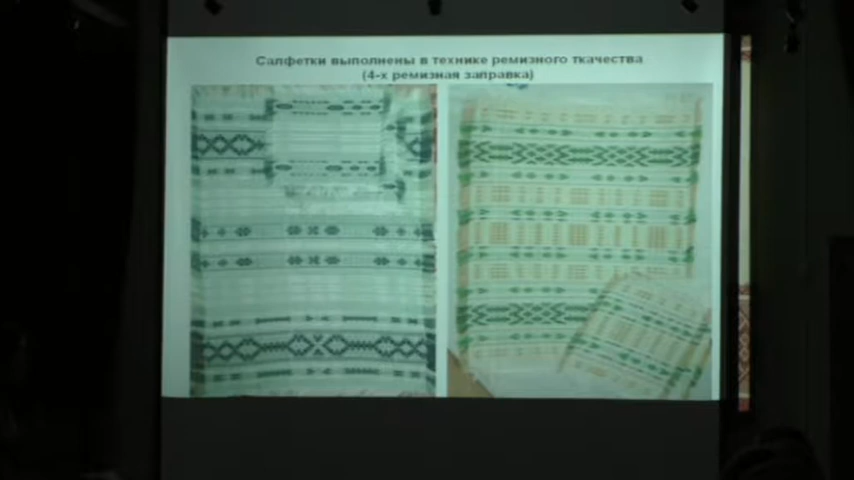 Салфетки выполнены в технике ремизного ткачества
(4-х ремизная заправка)